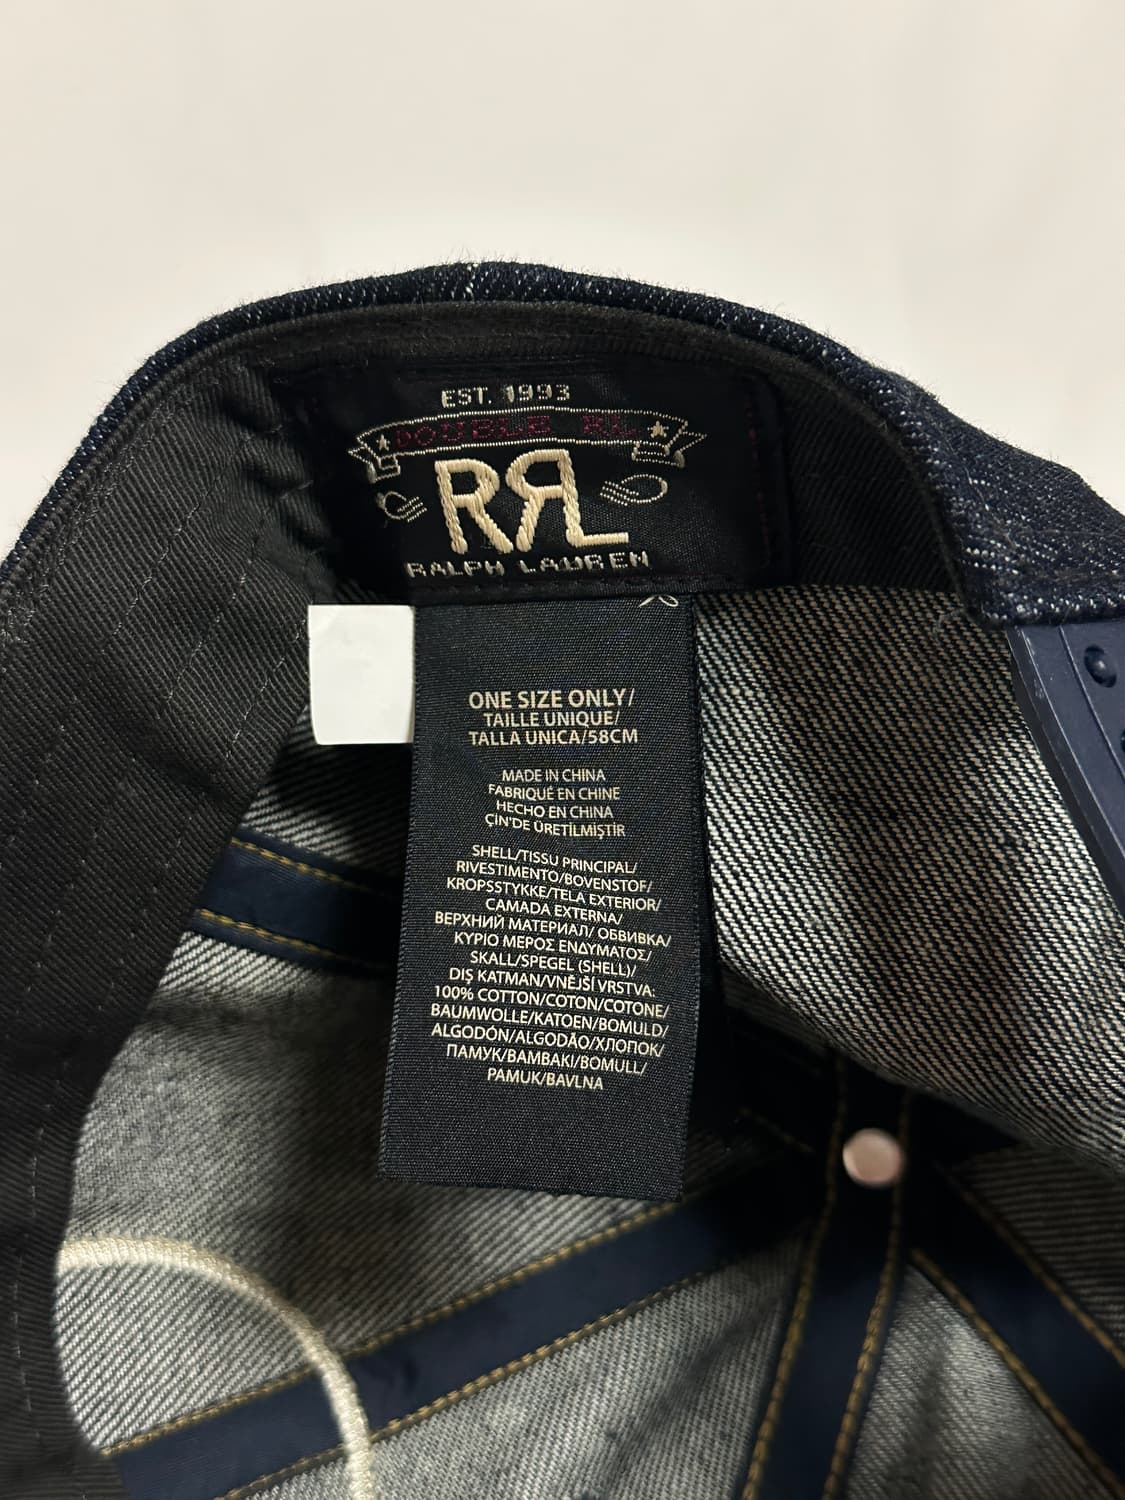 EST. 1993
DOUBLE RL
RRL
RALPH LAUREN
ONE SIZE ONLY/
TAILLE UNIQUE/
TALLA UNICA/58CM
MADE IN CHINA
FABRIQUÉ EN CHINE
HECHO EN CHINA
ÇİN'DE ÜRETİLMİŞTİR
SHELL/TISSU PRINCIPAL/
RIVESTIMENTO/BOVENSTOF/
KROPSSTYKKE/TELA EXTERIOR/
CAMADA EXTERNA/
ВЕРХНИЙ МАТЕРИАЛ/ ОБВИВКА/
ΚΥΡΙΟ ΜΕΡΟΣ ΕΝΔΥΜΑΤΟΣ/
SKALL/SPEGEL (SHELL)/
DIŞ KATMAN/VNĚJŠÍ VRSTVA:
100% COTTON/COTON/COTONE/
BAUMWOLLE/KATOEN/BOMULD/
ALGODÓN/ALGODÃO/ХЛОПОК/
ПАМУК/ΒΑΜΒΑΚΙ/BOMULL/
PAMUK/BAVLNA